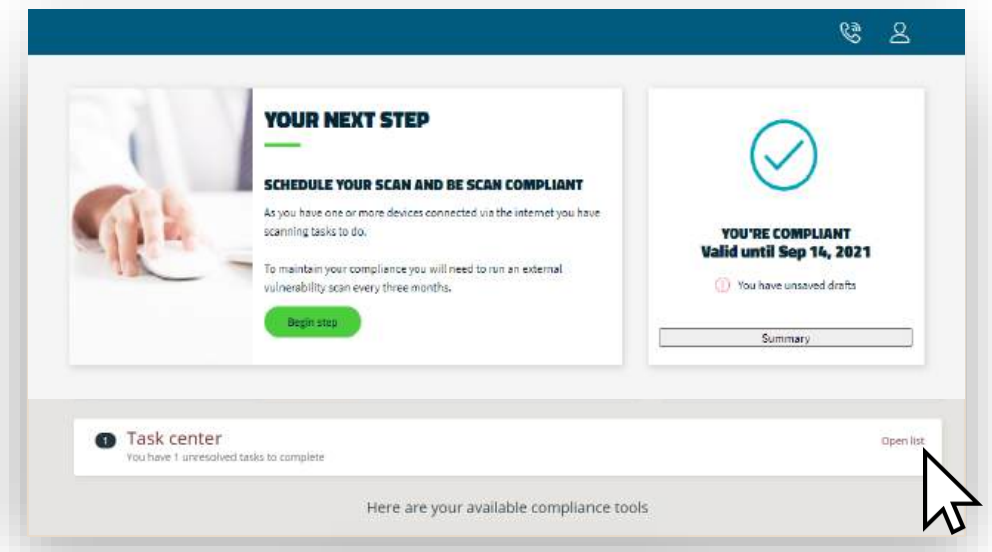 YOUR NEXT STEP
SCHEDULE YOUR SCAN AND BE SCAN COMPLIANT
As you have one or more devices connected via the internet you have
scanning tasks to do.
To maintain your compliance you will need to run an external
vulnerability scan every three months.
Begin step
YOU'RE COMPLIANT
Valid until Sep 14, 2021
You have unsaved drafts
Summary
1
Task center
You have 1 unresolved tasks to complete
Open list
Here are your available compliance tools